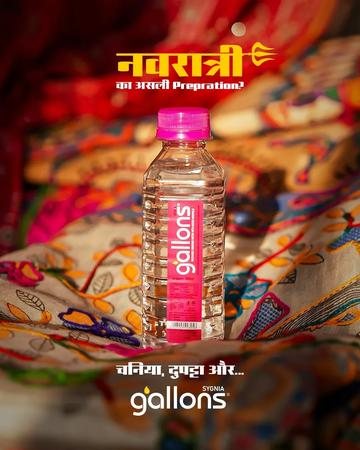 नवरात्री
का असली Prepration?
gallons
चनिया, दुपट्टा और...
SYGNIA
gallons